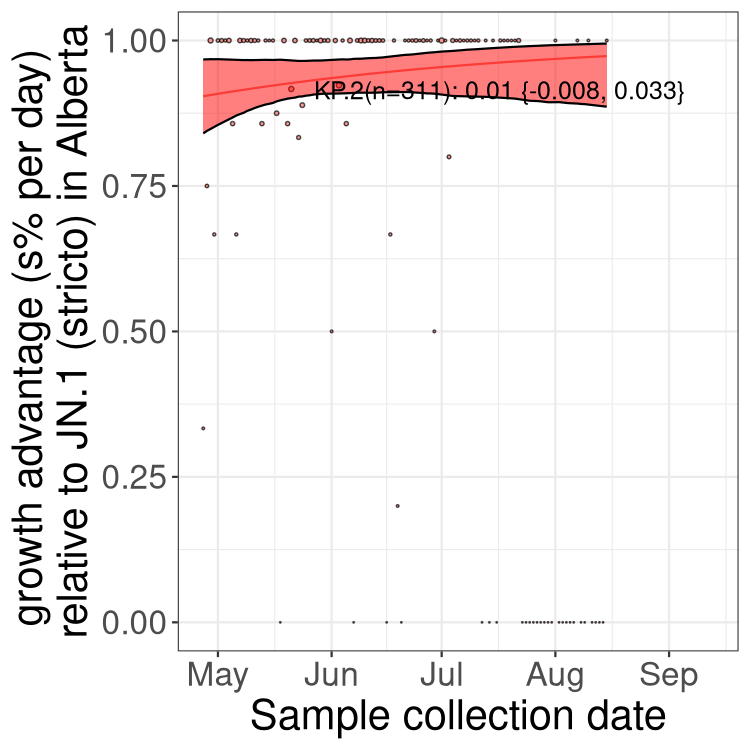 growth advantage (s% per day)
relative to JN.1 (stricto) in Alberta
1.00
0.75
0.50
0.25
0.00
KP.2(n=311): 0.01 {-0.008, 0.033}
May Jun Jul Aug Sep
Sample collection date